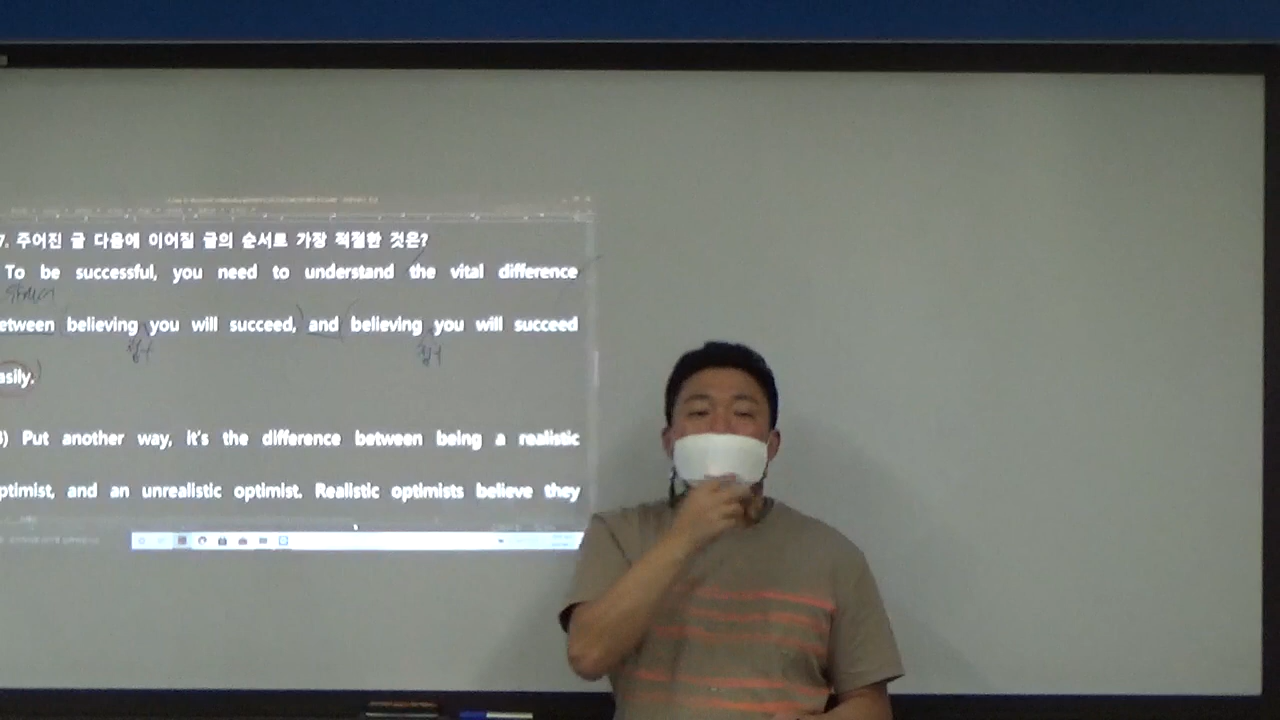 7. 주어진 글 다음에 이어질 글의 순서로 가장 적절한 것은?
To be successful, you need to understand the vital difference
etween believing you will succeed, and believing you will succeed
asily.
) Put another way, it's the difference between being a realistic
ptimist, and an unrealistic optimist. Realistic optimists believe they